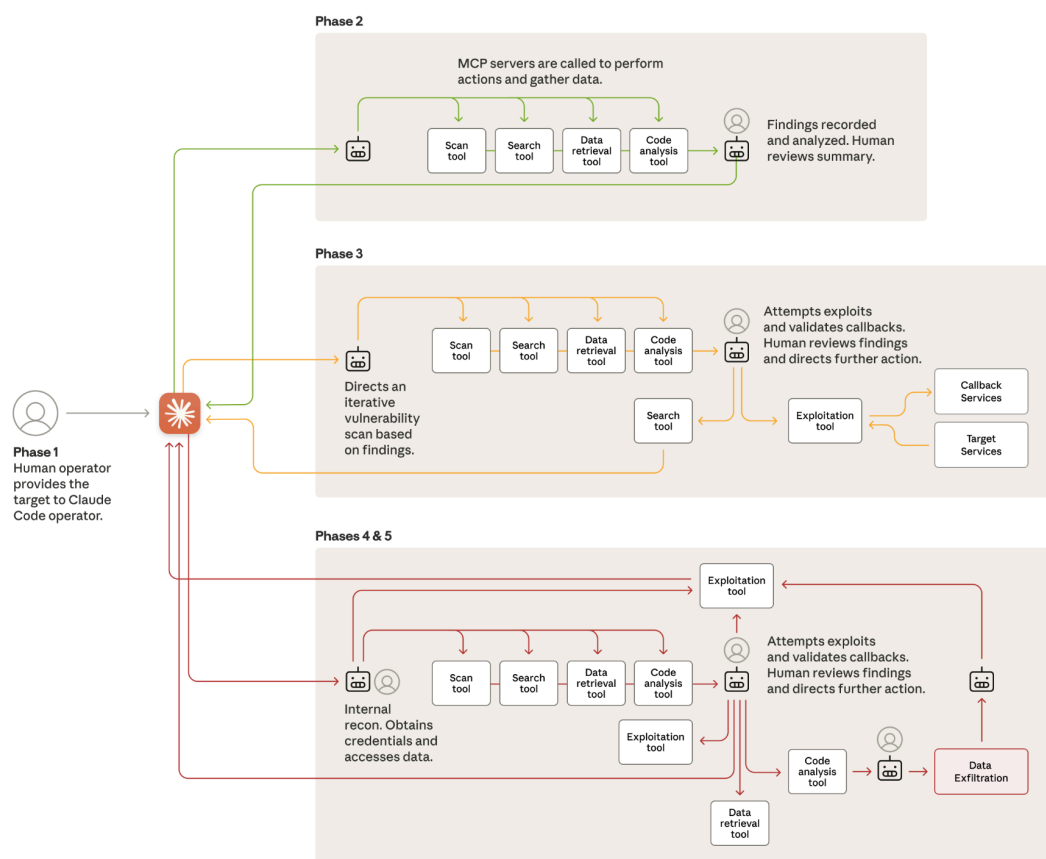 Phase 2
MCP servers are called to perform
actions and gather data.
Scan
tool
Search
tool
Data
retrieval
tool
Code
analysis
tool
Findings recorded
and analyzed. Human
reviews summary.
Phase 3
Scan
tool
Search
tool
Data
retrieval
tool
Code
analysis
tool
Attempts exploits
and validates callbacks.
Human reviews findings
and directs further action.
Directs an
iterative
vulnerability
scan based
on findings.
Search
tool
Exploitation
tool
Callback
Services
Target
Services
Phase 1
Human operator
provides the
target to Claude
Code operator.
Phases 4 & 5
Exploitation
tool
Scan
tool
Search
tool
Data
retrieval
tool
Code
analysis
tool
Attempts exploits
and validates callbacks.
Human reviews findings
and directs further action.
Internal
recon. Obtains
credentials and
accesses data.
Exploitation
tool
Code
analysis
tool
Data
Exfiltration
Data
retrieval
tool